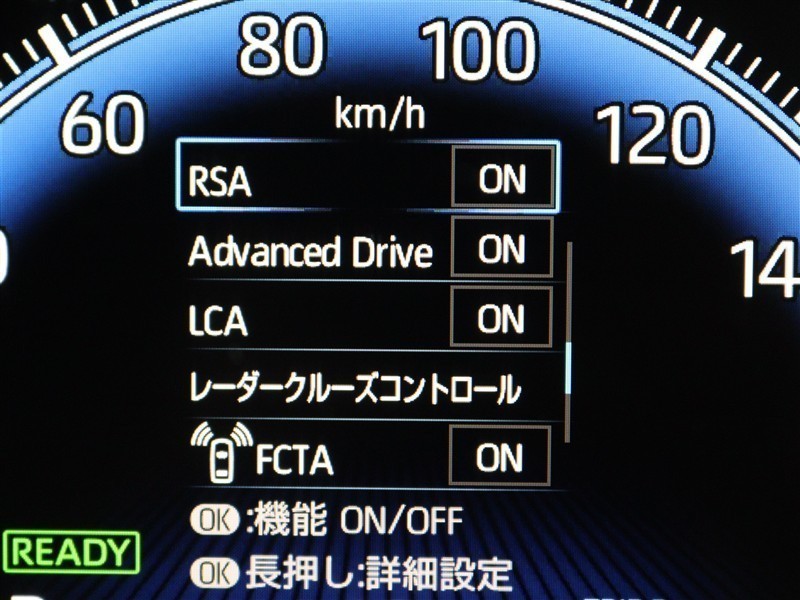 80
100
60
km/h
120
RSA ON
Advanced Drive ON
14
LCA ON
レーダークルーズコントロール
FCTA ON
OK:機能 ON/OFF
READY
OK長押し:詳細設定